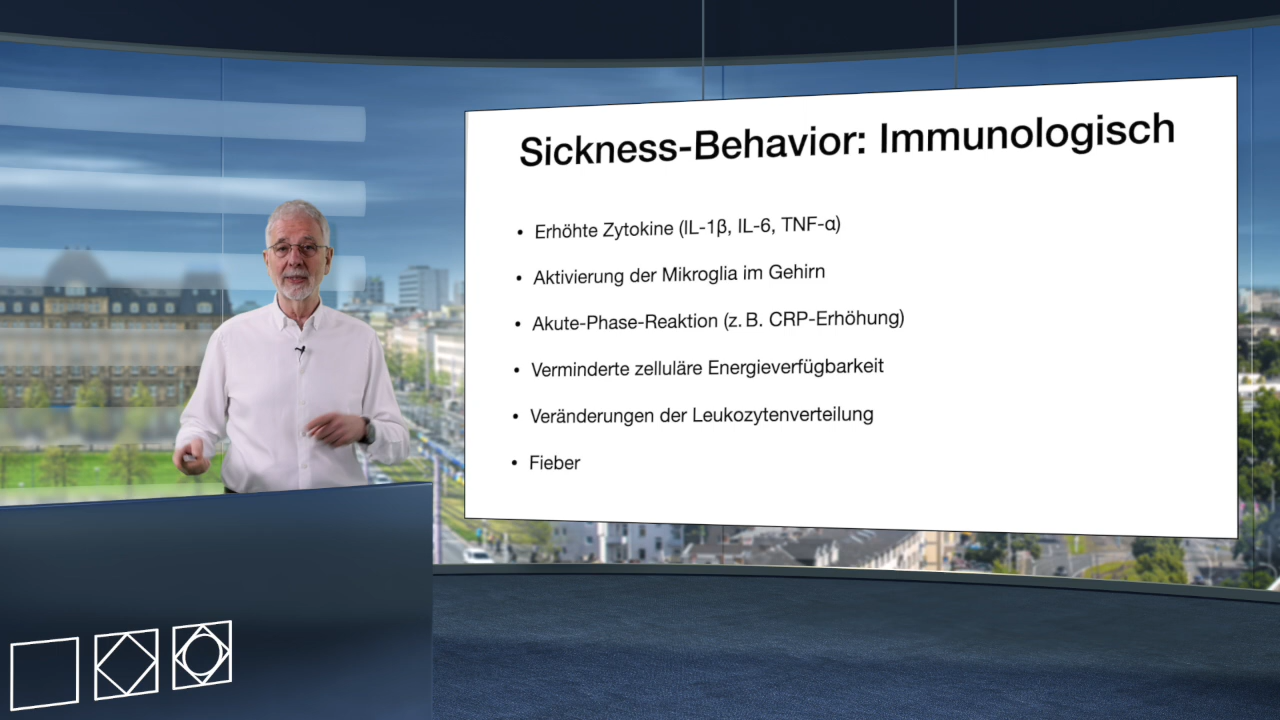 Sickness-Behavior: Immunologisch
• Erhöhte Zytokine (IL-1β, IL-6, TNF-α)
• Aktivierung der Mikroglia im Gehirn
• Akute-Phase-Reaktion (z. B. CRP-Erhöhung)
• Verminderte zelluläre Energieverfügbarkeit
• Veränderungen der Leukozytenverteilung
• Fieber